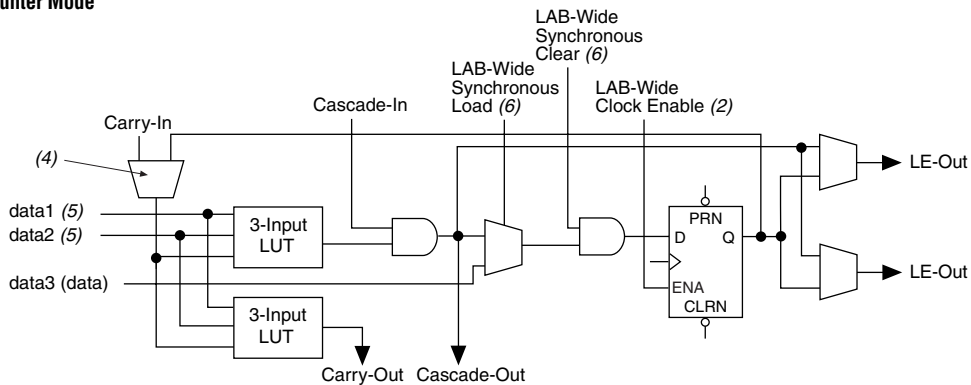 unter Mode
LAB-Wide
Synchronous
Clear (6)
LAB-Wide
Synchronous
Load (6)
LAB-Wide
Clock Enable (2)
Cascade-In
Carry-In
(4)
LE-Out
data1 (5)
data2 (5)
3-Input
LUT
PRN
D Q
ENA
CLRN
LE-Out
data3 (data)
3-Input
LUT
Carry-Out
Cascade-Out